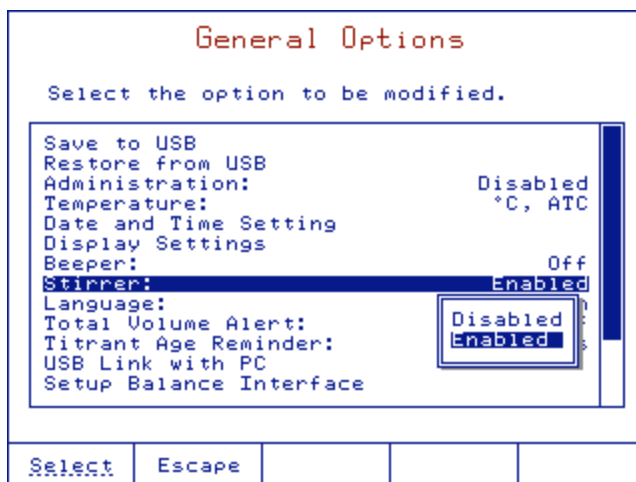 General Options
Select the option to be modified.
Save to USB
Restore from USB
Administration: Disabled
Temperature: °C, ATC
Date and Time Setting
Display Settings
Beeper: Off
Stirrer: Enabled
Language:
Total Volume Alert:
Titrant Age Reminder:
USB Link with PC
Setup Balance Interface
Disabled
Enabled
Select Escape